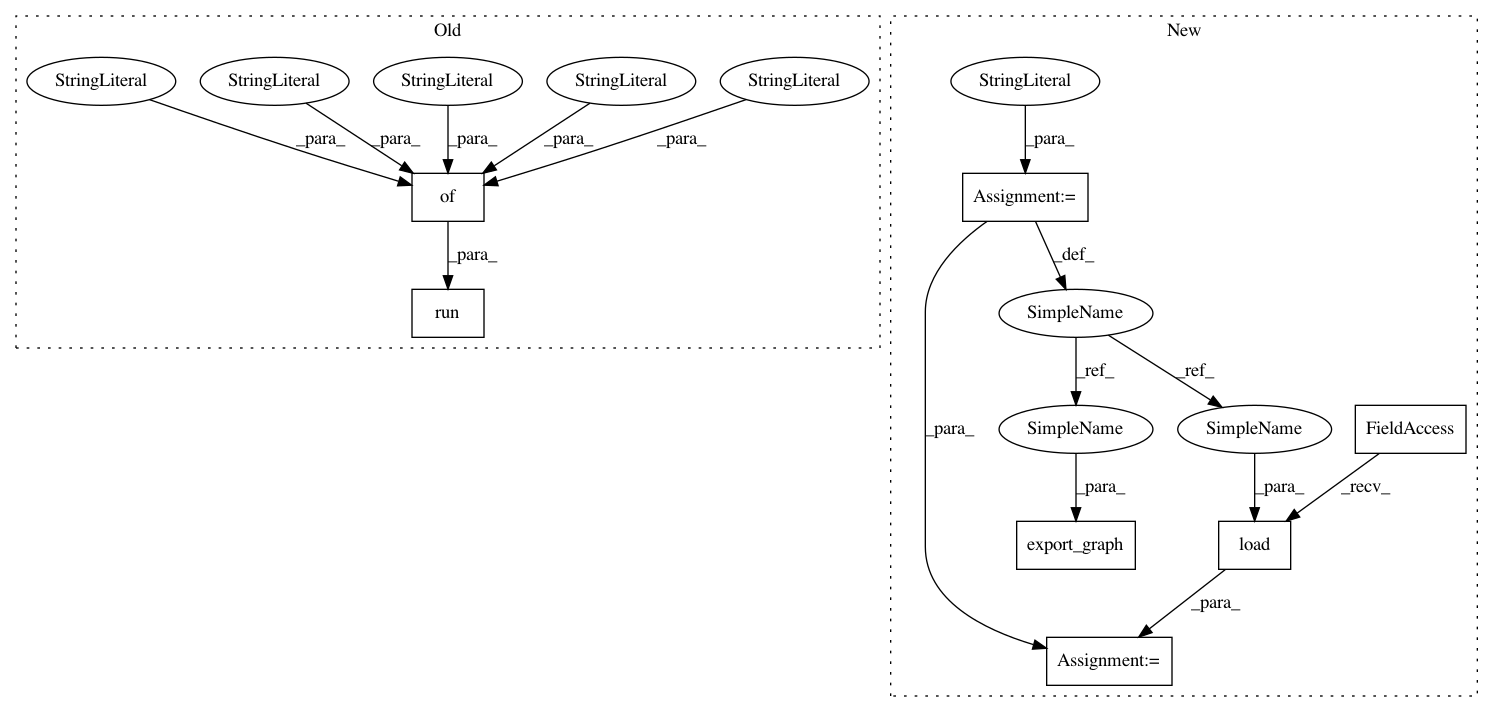 Old
New
StringLiteral
StringLiteral
StringLiteral
StringLiteral
StringLiteral
StringLiteral
_para_
_para_
_para_
_para_
_para_
_para_
of
Assignment:=
_para_
_def_
run
SimpleName
_ref_
_ref_
_para_
SimpleName
SimpleName
FieldAccess
_para_
_para_
_recv_
export_graph
load
_para_
Assignment:=